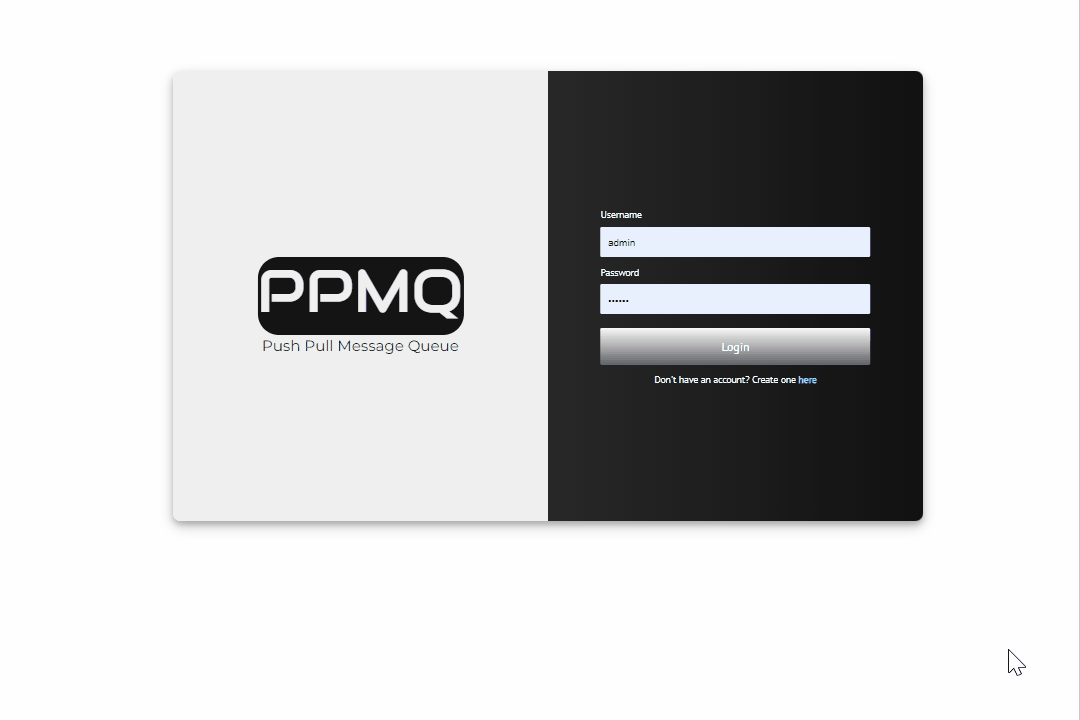 PPMQ
Push Pull Message Queue
Username
admin
Password
••••••
Login
Don't have an account? Create one here